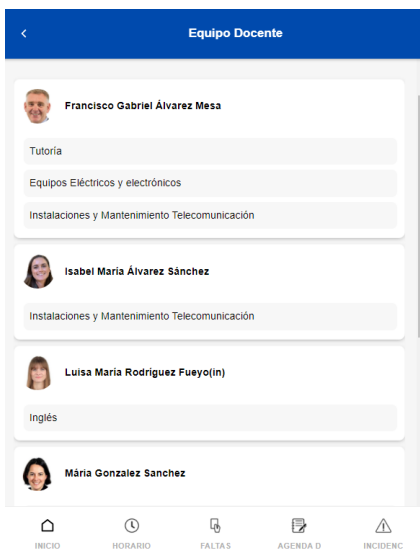 Equipo Docente
Francisco Gabriel Álvarez Mesa
Tutoría
Equipos Eléctricos y electrónicos
Instalaciones y Mantenimiento Telecomunicación
Isabel María Álvarez Sánchez
Instalaciones y Mantenimiento Telecomunicación
Luisa María Rodríguez Fueyo(in)
Inglés
Mária Gonzalez Sanchez
INICIO
HORARIO
FALTAS
AGENDA D
INCIDENC